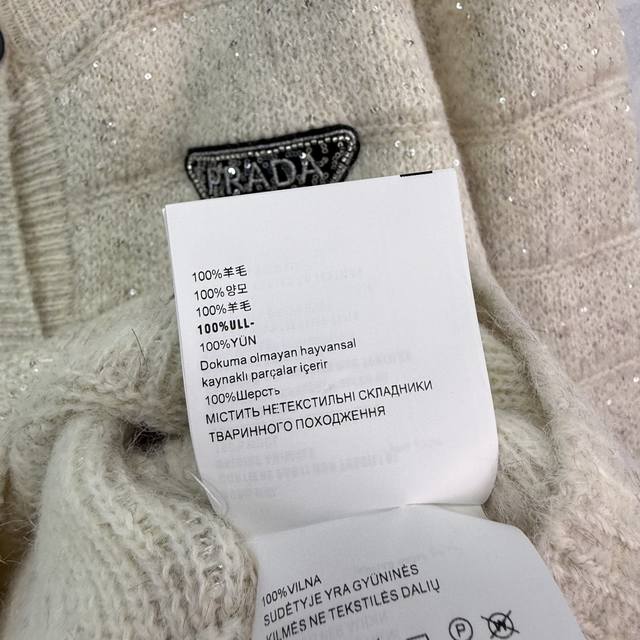 PRADA
100%羊毛
100%양모
100%羊毛
100%ULL-
100%YÜN
Dokuma olmayan hayvansal
kaynaklı parçalar içerir
100%Шерсть
МІСТИТЬ НЕТЕКСТИЛЬНІ СКЛАДНИКИ
ТВАРИННОГО ПОХОДЖЕННЯ
100%VILNA
SUDĖTYJE YRA GYŪNINĖS
KILMĖS NE TEKSTILĖS DALIŲ
P